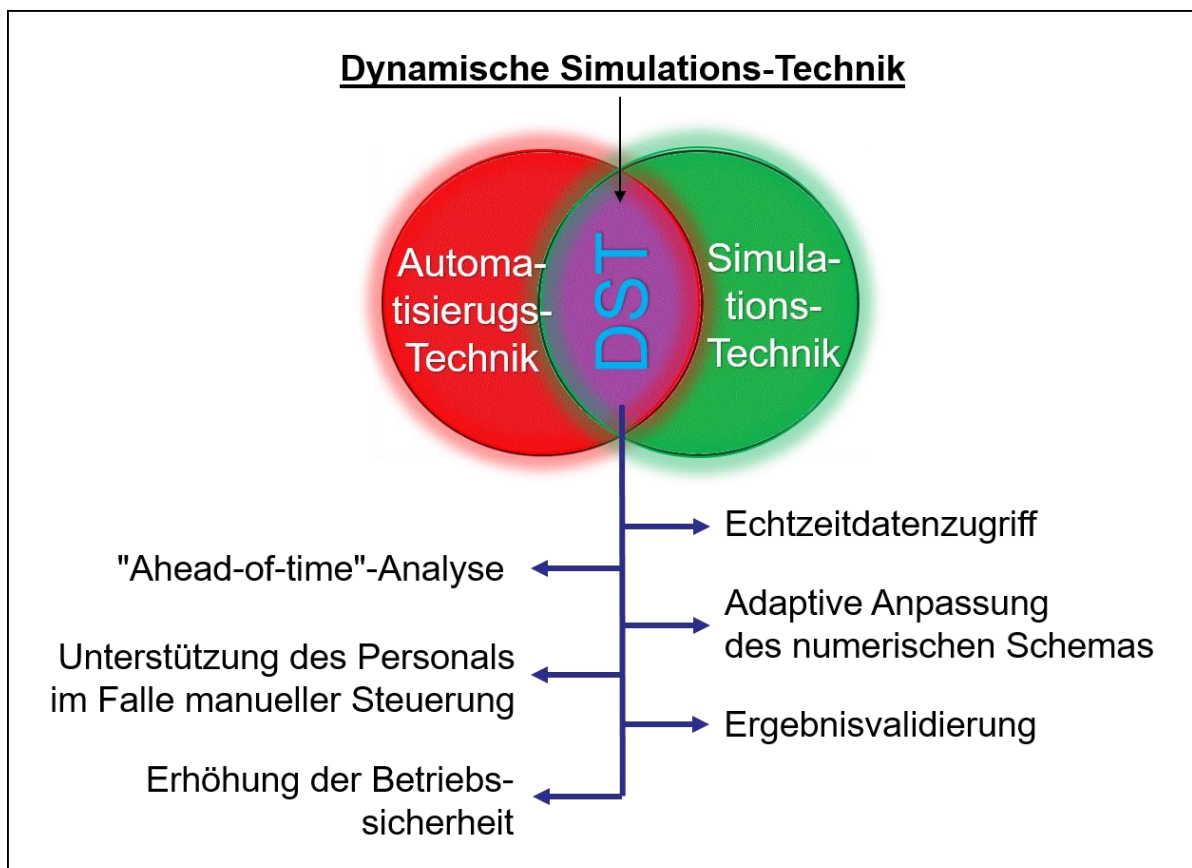 Dynamische Simulations-Technik
Automa-
tisierugs-
Technik
DST
Simula-
tions-
Technik
Echtzeitdatenzugriff
"Ahead-of-time"-Analyse
Adaptive Anpassung
des numerischen Schemas
Unterstützung des Personals
im Falle manueller Steuerung
Ergebnisvalidierung
Erhöhung der Betriebs-
sicherheit